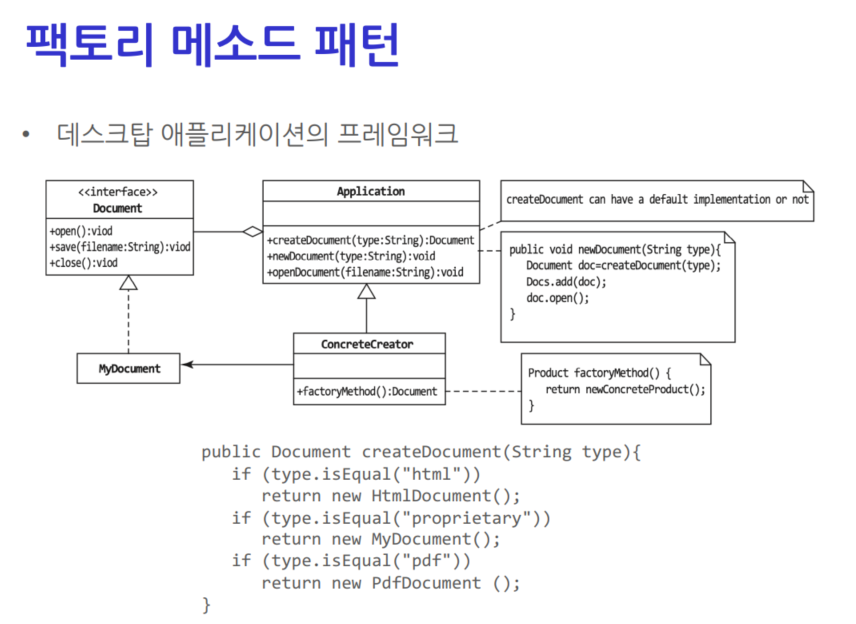 팩토리 메소드 패턴
• 데스크탑 애플리케이션의 프레임워크
<<interface>>
Document
+open():viod
+save(filename:String):viod
+close():viod
Application
+createDocument(type:String):Document
+newDocument(type:String):void
+openDocument(filename:String):void
createDocument can have a default implementation or not
public void newDocument(String type){
Document doc=createDocument(type);
Docs.add(doc);
doc.open();
}
MyDocument
ConcreteCreator
+factoryMethod():Document
Product factoryMethod() {
return newConcreteProduct();
}
public Document createDocument(String type){
if (type.isEqual("html"))
return new HtmlDocument();
if (type.isEqual("proprietary"))
return new MyDocument();
if (type.isEqual("pdf"))
return new PdfDocument ();
}